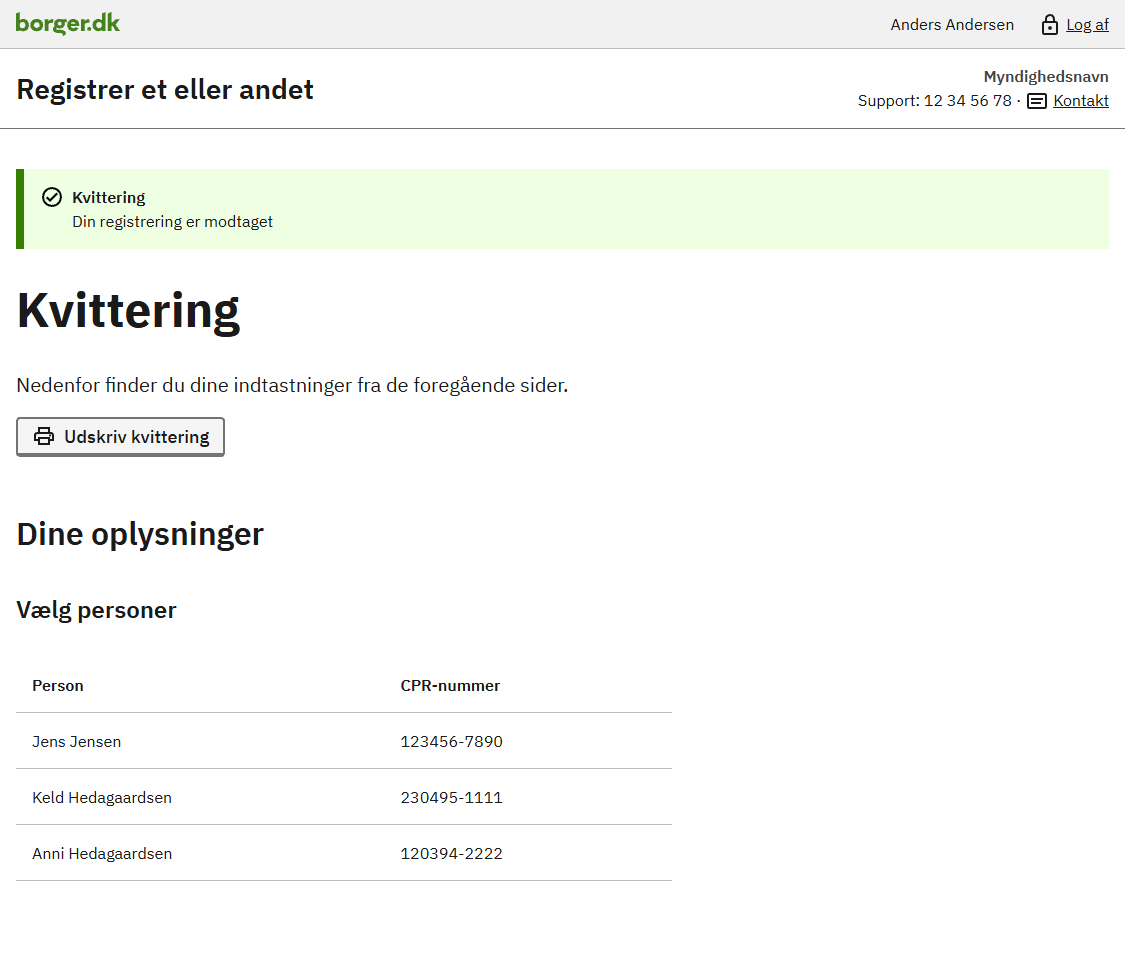 borger.dk
Anders Andersen
Log af
Registrer et eller andet
Myndighedsnavn
Support: 12 34 56 78 · Kontakt
Kvittering
Din registrering er modtaget
Kvittering
Nedenfor finder du dine indtastninger fra de foregående sider.
Udskriv kvittering
Dine oplysninger
Vælg personer
Person CPR-nummer
Jens Jensen 123456-7890
Keld Hedagaardsen 230495-1111
Anni Hedagaardsen 120394-2222